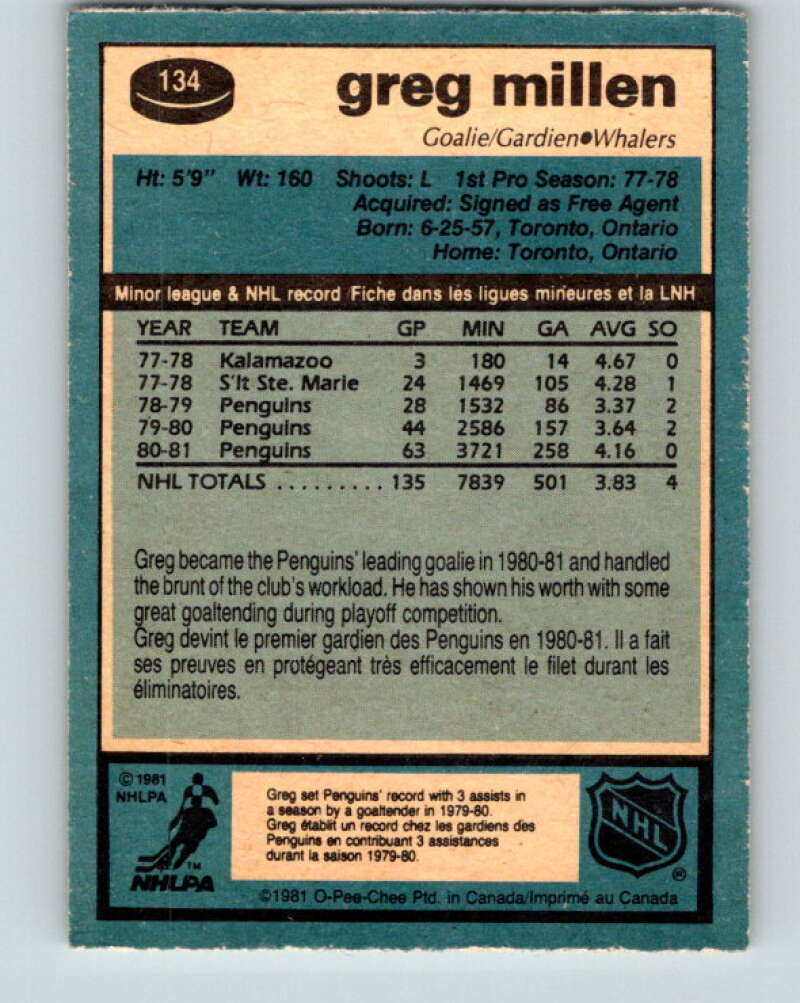 134
greg millen
Goalie/Gardien●Whalers
Ht: 5'9" Wt: 160 Shoots: L 1st Pro Season: 77-78
Acquired: Signed as Free Agent
Born: 6-25-57, Toronto, Ontario
Home: Toronto, Ontario
Minor league & NHL record/Fiche dans les ligues mineures et la LNH
YEAR TEAM GP MIN GA AVG SO
77-78 Kalamazoo 3 180 14 4.67 0
77-78 S'lt Ste. Marie 24 1469 105 4.28 1
78-79 Penguins 28 1532 86 3.37 2
79-80 Penguins 44 2586 157 3.64 2
80-81 Penguins 63 3721 258 4.16 0
NHL TOTALS ......... 135 7839 501 3.83 4
Greg became the Penguins' leading goalie in 1980-81 and handled
the brunt of the club's workload. He has shown his worth with some
great goaltending during playoff competition.
Greg devint le premier gardien des Penguins en 1980-81. Il a fait
ses preuves en protégeant très efficacement le filet durant les
éliminatoires.
© 1981
NHLPA
Greg set Penguins' record with 3 assists in
a season by a goaltender in 1979-80.
Greg établit un record chez les gardiens des
Penguins en contribuant 3 assistances
durant la saison 1979-80.
NHL
®
TM
NHLPA
©1981 O-Pee-Chee Ptd. in Canada/Imprimé au Canada